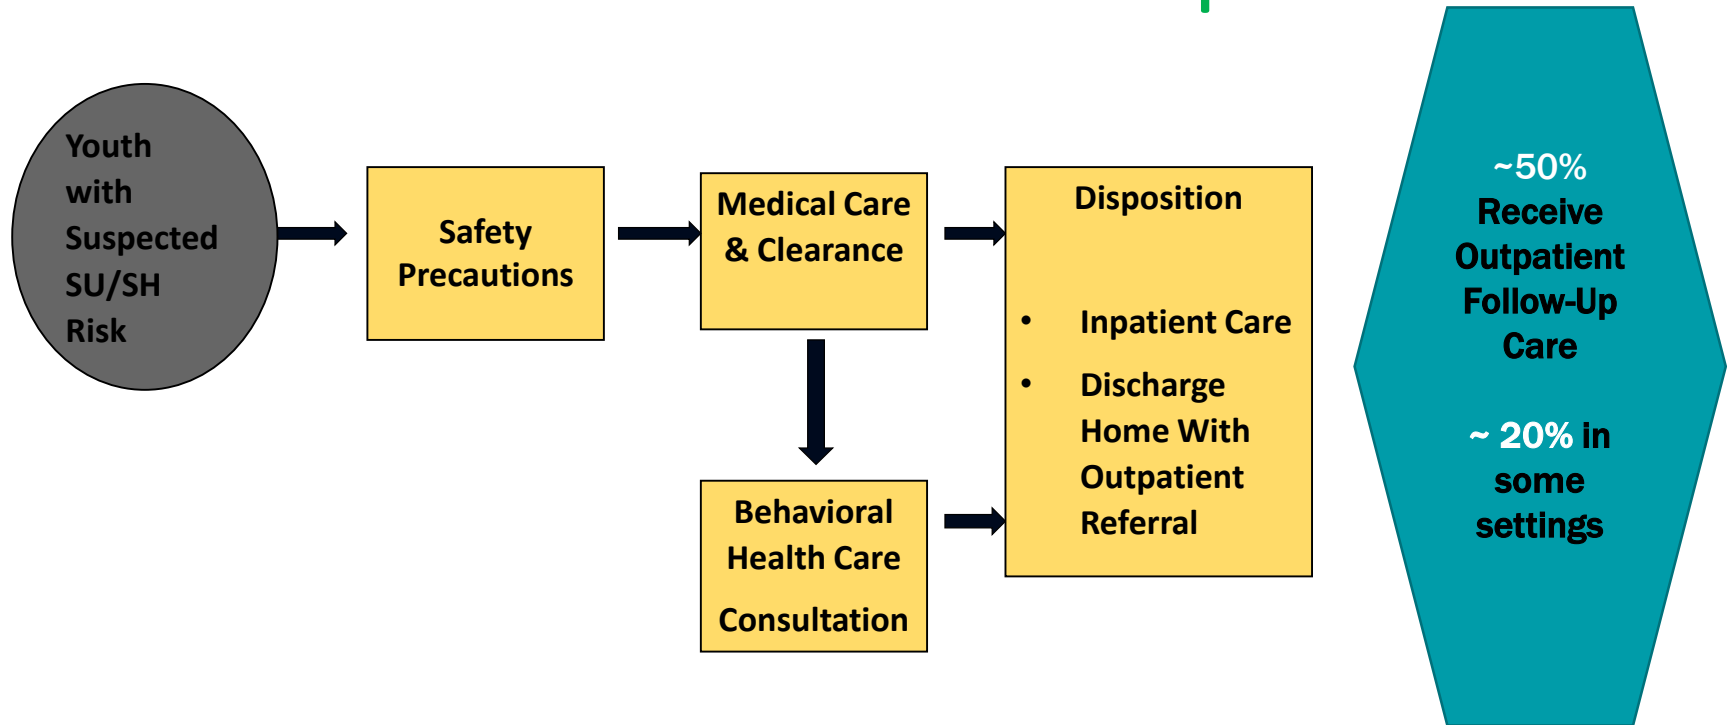 Youth
with
Suspected
SU/SH
Risk
Safety
Precautions
Medical Care
& Clearance
Behavioral
Health Care
Consultation
Disposition
• Inpatient Care
• Discharge
Home With
Outpatient
Referral
~50%
Receive
Outpatient
Follow-Up
Care
~ 20% in
some
settings